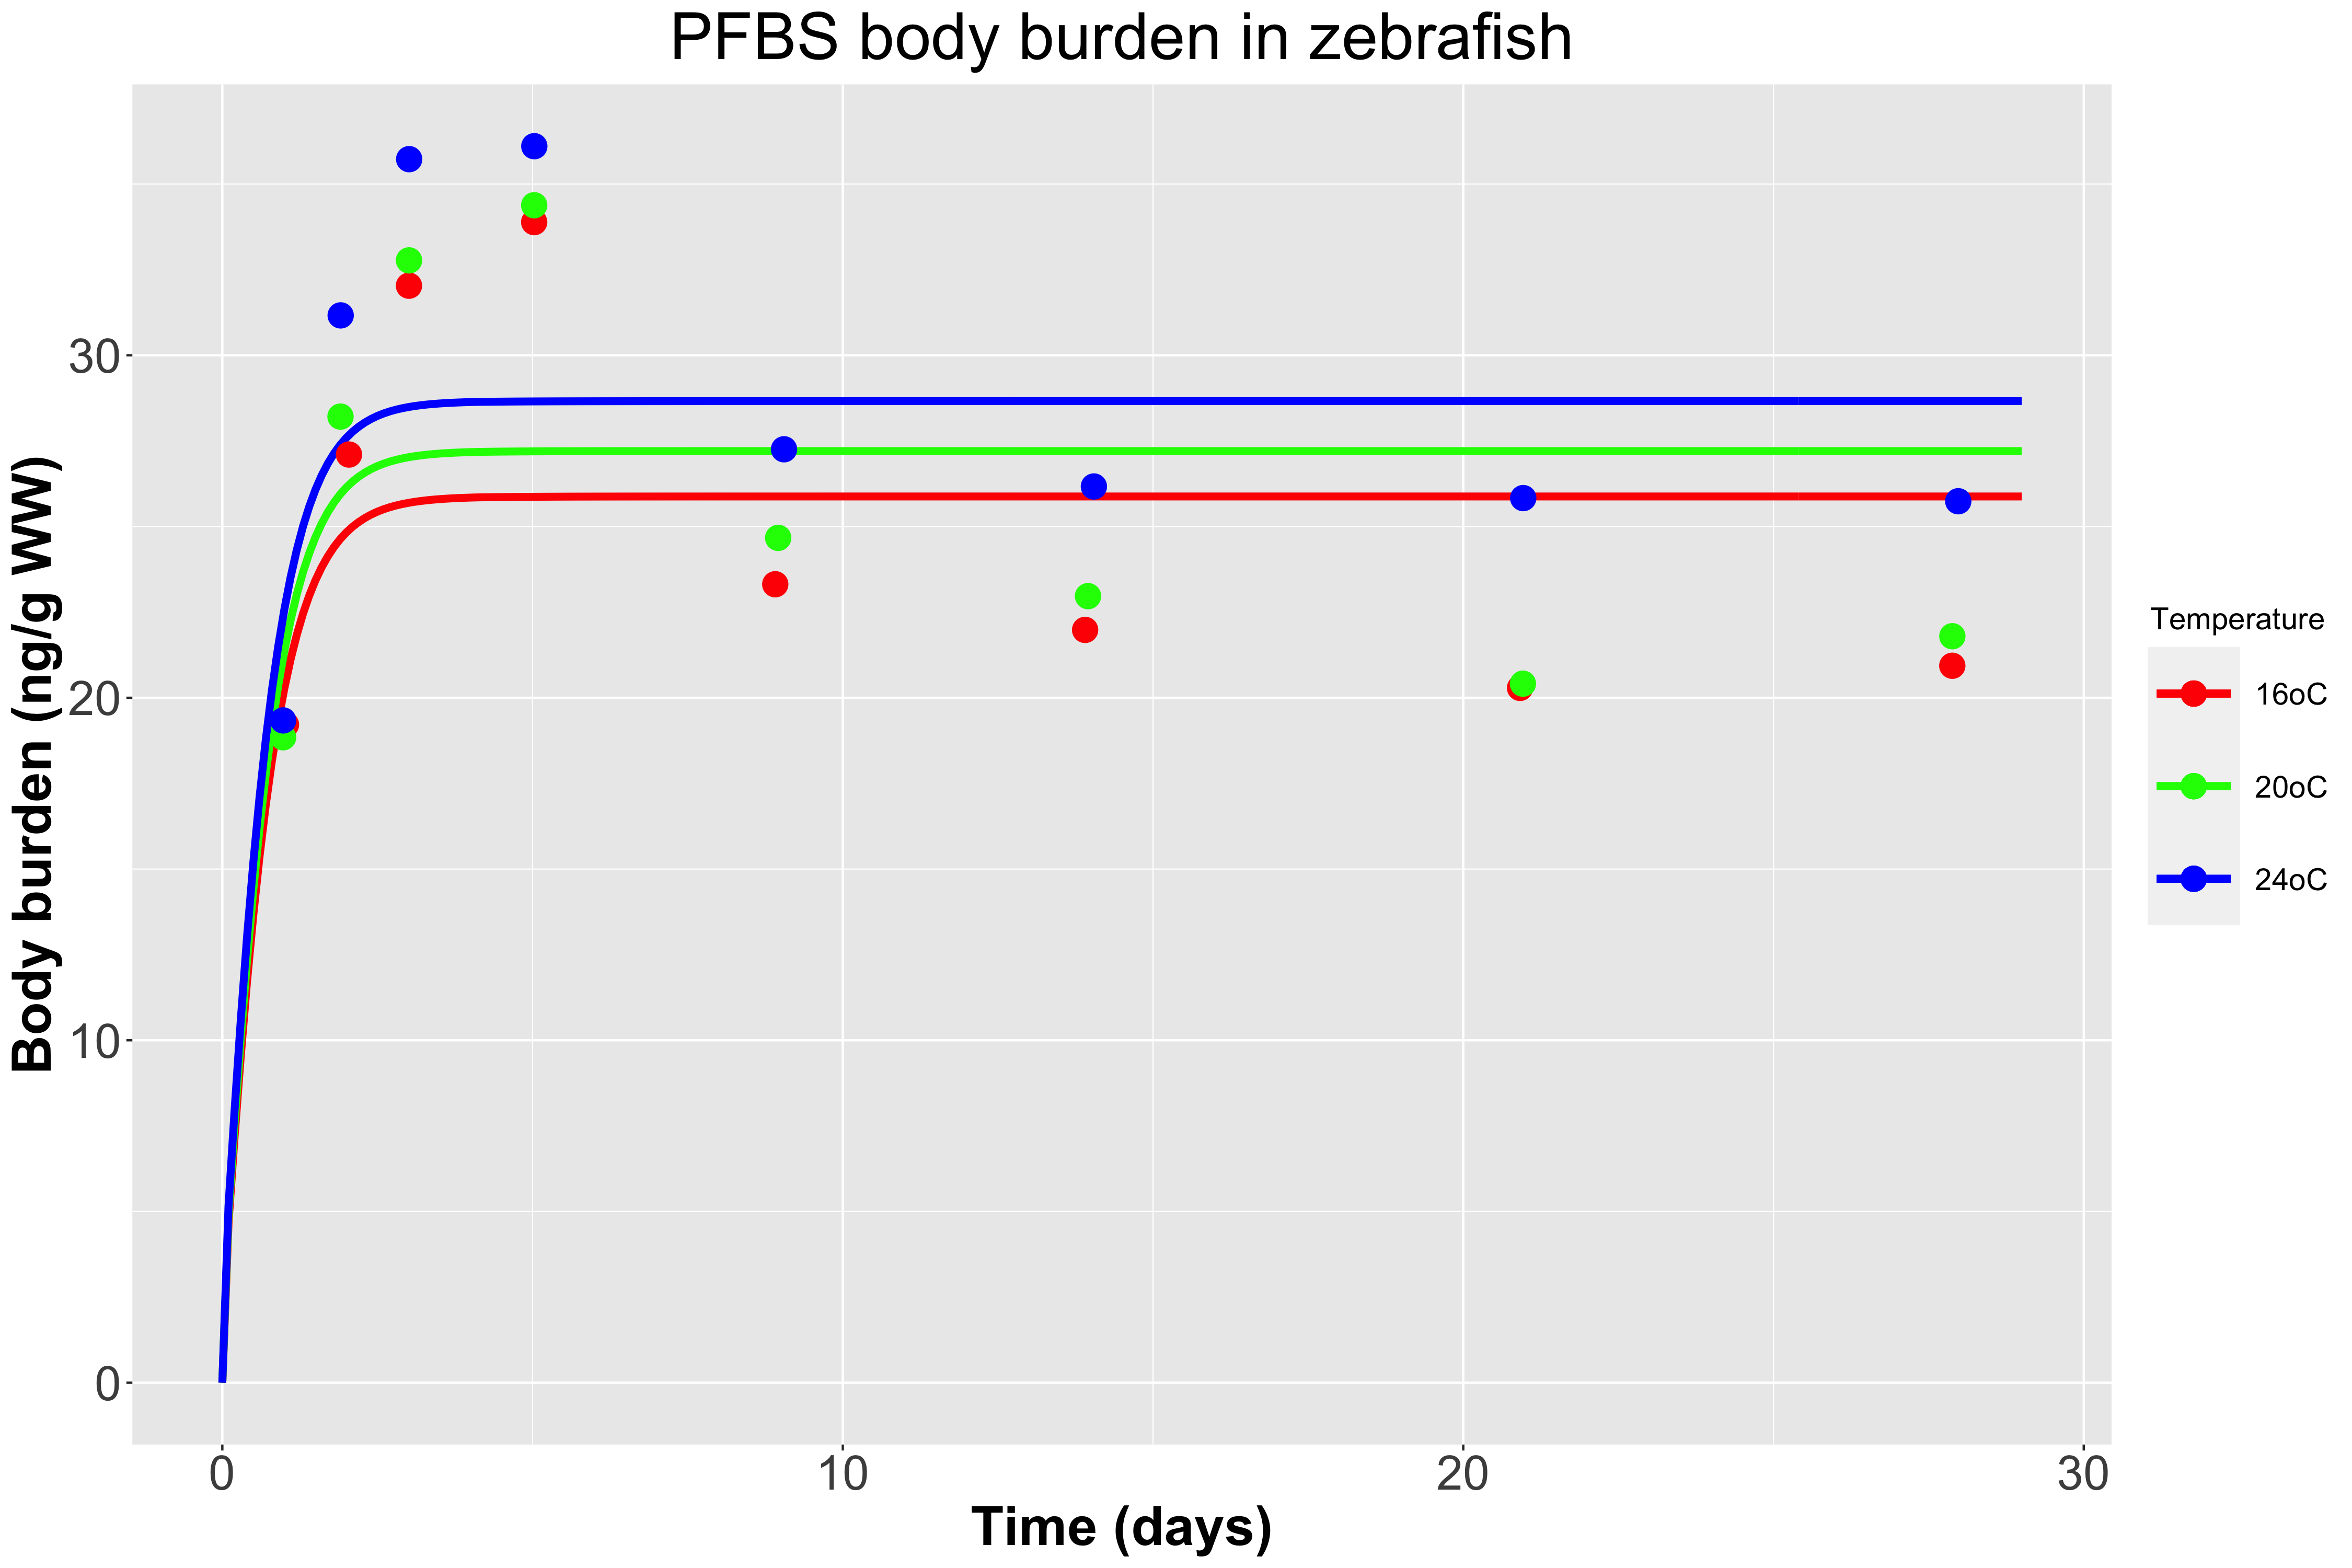 PFBS body burden in zebrafish
Body burden (ng/g WW)
30
20
10
0
0 10 20 30
Time (days)
Temperature
16oC
20oC
24oC